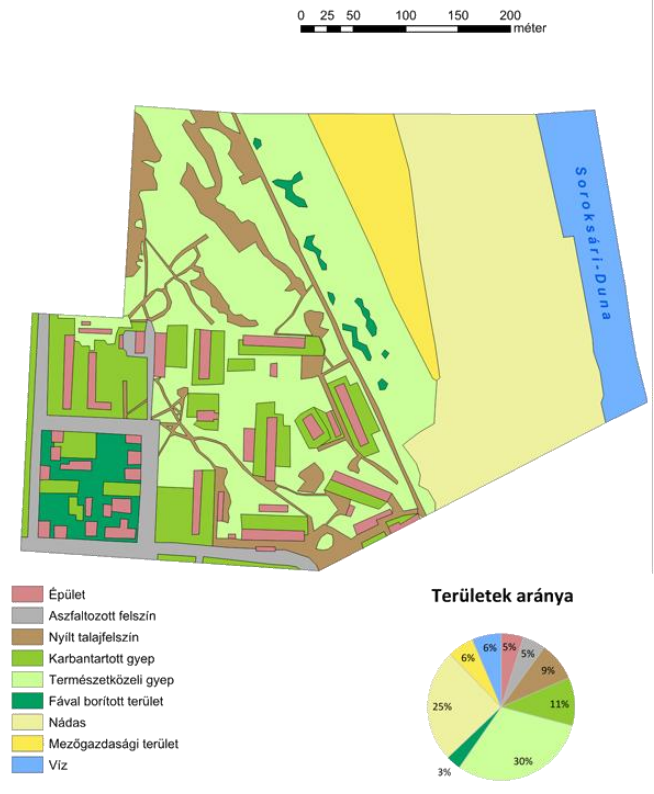 0 25 50 100 150 200
méter
Soroksári-Duna
Épület
Aszfaltozott felszín
Nyílt talajfelszín
Karbantartott gyep
Természetközeli gyep
Fával borított terület
Nádas
Mezőgazdasági terület
Víz
Területek aránya
6% 5% 5%
6% 9%
11%
25%
30%
3%